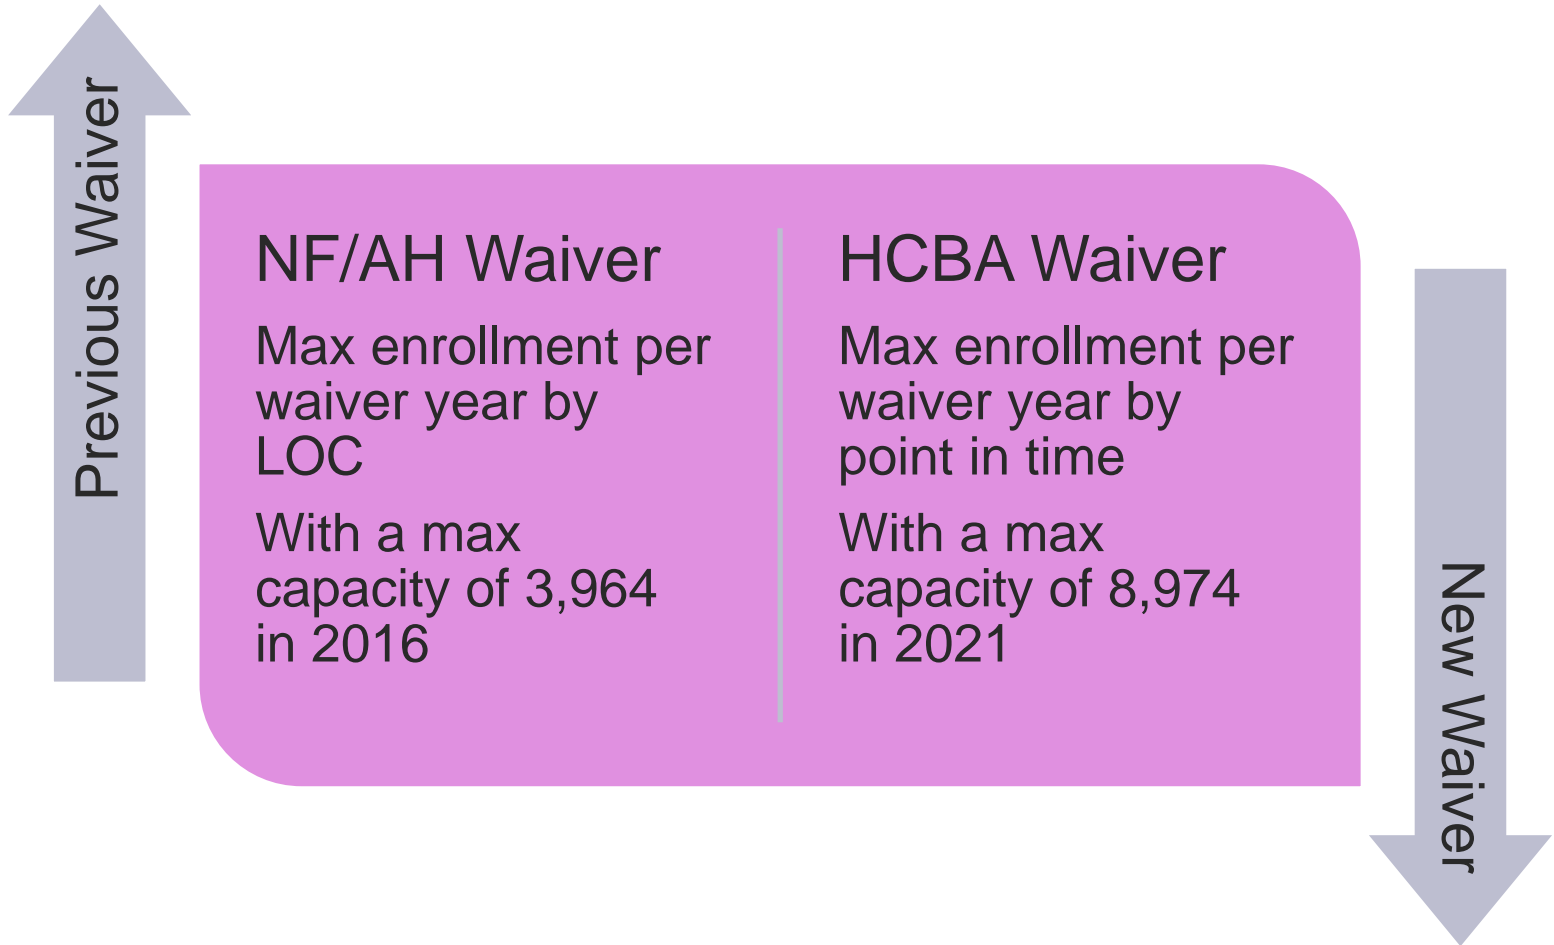 Previous Waiver
NF/AH Waiver
Max enrollment per
waiver year by
LOC
With a max
capacity of 3,964
in 2016
HCBA Waiver
Max enrollment per
waiver year by
point in time
With a max
capacity of 8,974
in 2021
New Waiver